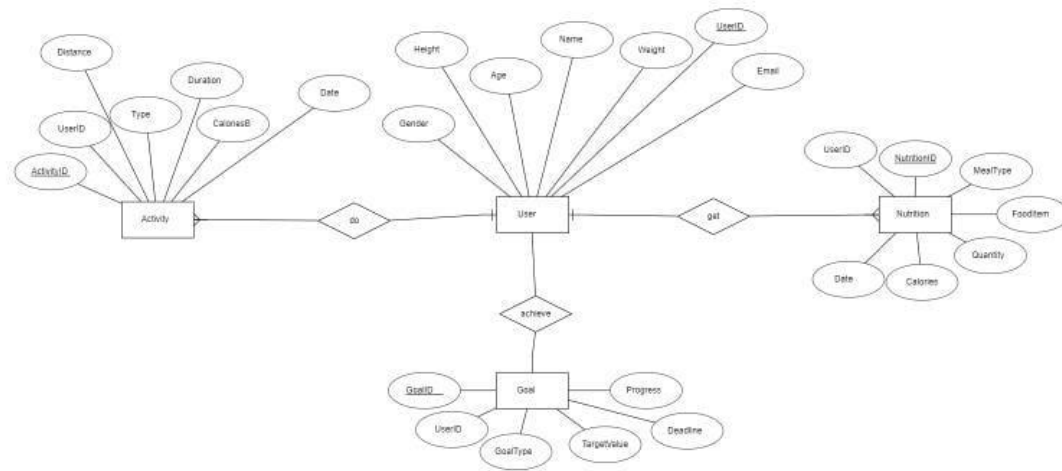 Distance
Duration
Date
Type
CaloriesB
UserID
ActivityID
Activity
do
Height
Name
Weight
UserID
Age
Email
Gender
User
get
UserID
NutritionID
MealType
FoodItem
Nutrition
Quantity
Date
Calories
achieve
GoalID
Goal
Progress
UserID
Deadline
GoalType
TargetValue